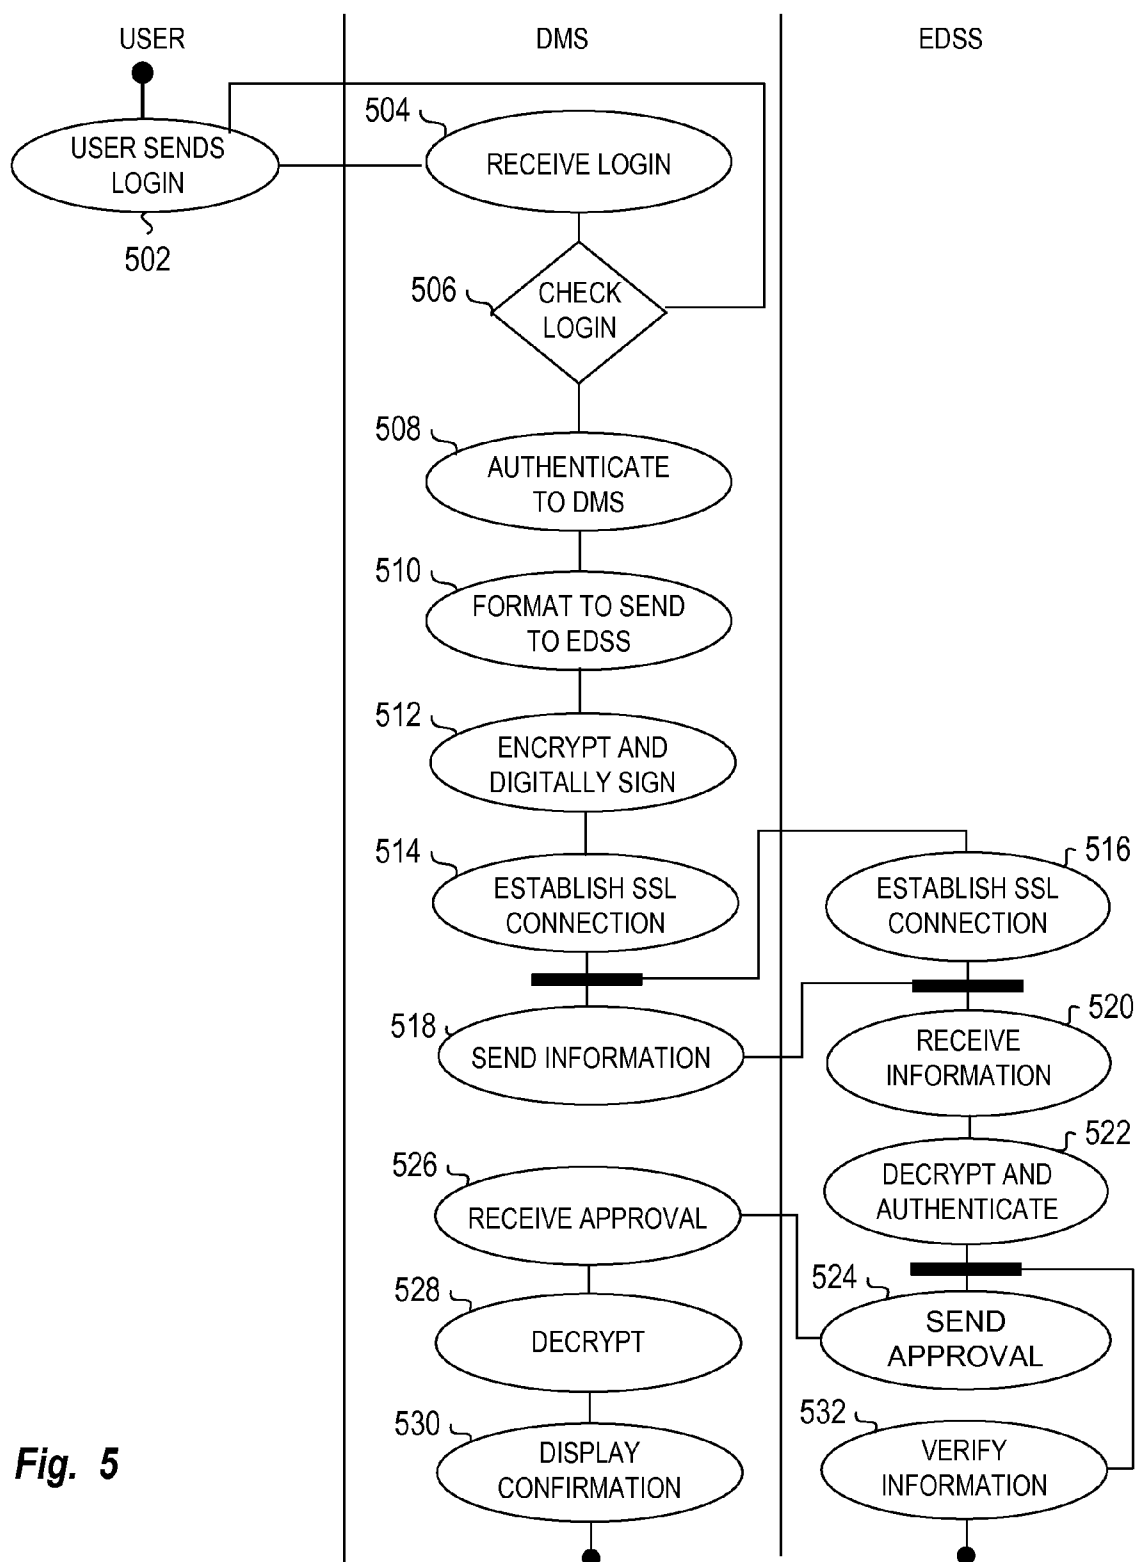 USER
DMS
EDSS
504
USER SENDS
LOGIN
RECEIVE LOGIN
502
506
CHECK
LOGIN
508
AUTHENTICATE
TO DMS
510
FORMAT TO SEND
TO EDSS
512
ENCRYPT AND
DIGITALLY SIGN
514
ESTABLISH SSL
CONNECTION
516
ESTABLISH SSL
CONNECTION
518
SEND INFORMATION
520
RECEIVE
INFORMATION
522
DECRYPT AND
AUTHENTICATE
526
RECEIVE APPROVAL
524
SEND
APPROVAL
528
DECRYPT
530
DISPLAY
CONFIRMATION
532
VERIFY
INFORMATION
Fig. 5